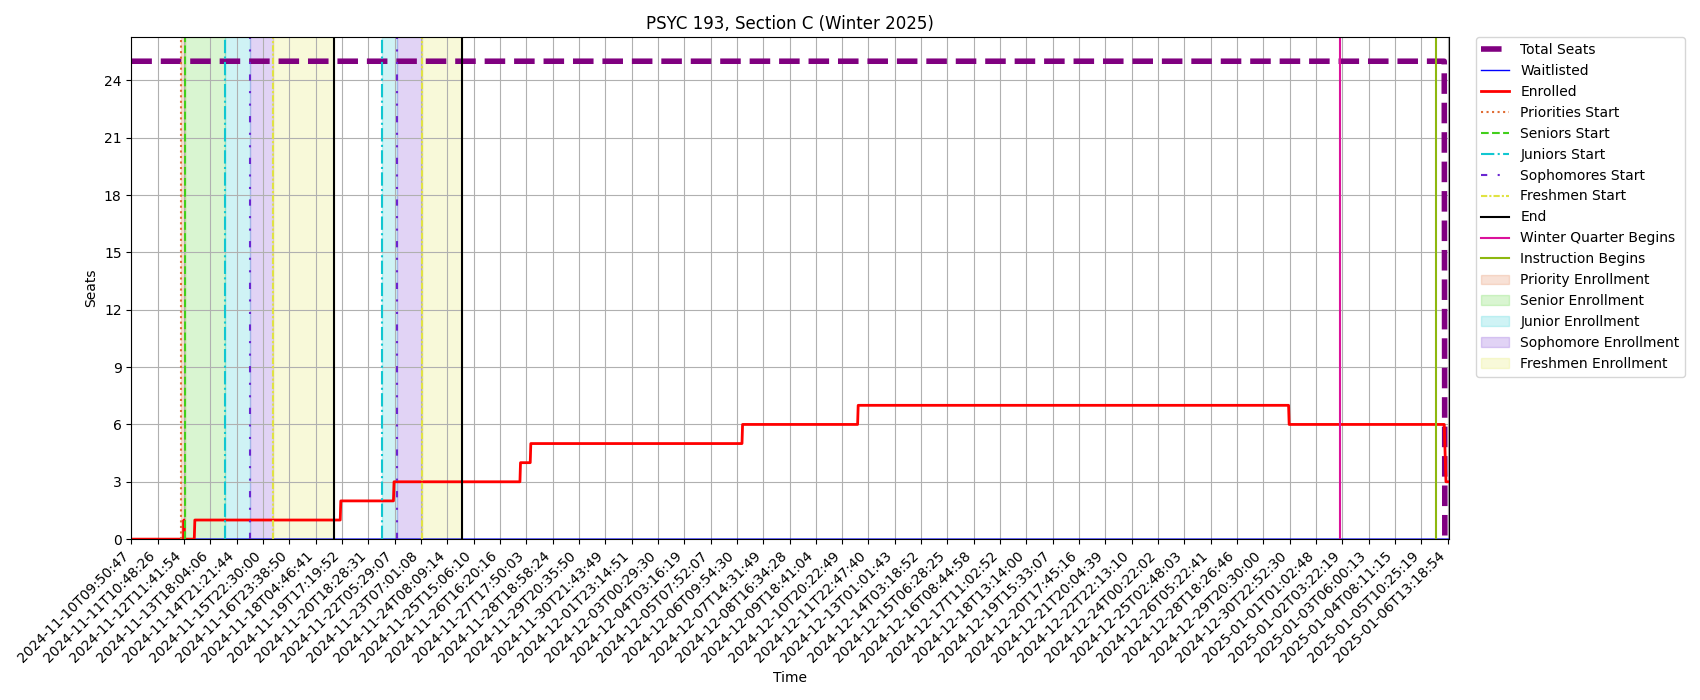 PSYC 193, Section C (Winter 2025)
Seats
24
21
18
15
12
9
6
3
0
2024-11-10T09:50:47
2024-11-11T10:48:26
2024-11-12T11:41:54
2024-11-13T18:04:06
2024-11-14T21:21:44
2024-11-15T22:30:00
2024-11-16T23:38:50
2024-11-18T04:46:41
2024-11-19T17:19:52
2024-11-20T18:28:31
2024-11-22T05:29:07
2024-11-23T07:01:08
2024-11-24T08:09:14
2024-11-25T15:06:10
2024-11-26T16:20:16
2024-11-27T17:50:03
2024-11-28T18:58:24
2024-11-29T20:35:50
2024-11-30T21:43:49
2024-12-01T23:14:51
2024-12-03T00:29:30
2024-12-04T03:16:19
2024-12-05T07:52:07
2024-12-06T09:54:30
2024-12-07T14:31:49
2024-12-08T16:34:28
2024-12-09T18:41:04
2024-12-10T20:22:49
2024-12-11T22:47:40
2024-12-13T01:01:43
2024-12-14T03:18:52
2024-12-15T06:28:25
2024-12-16T08:44:58
2024-12-17T11:02:52
2024-12-18T13:14:00
2024-12-19T15:33:07
2024-12-20T17:45:16
2024-12-21T20:04:39
2024-12-22T22:13:10
2024-12-24T00:22:02
2024-12-25T02:48:03
2024-12-26T05:22:41
2024-12-28T18:26:46
2024-12-29T20:30:00
2024-12-30T22:52:30
2025-01-01T01:02:48
2025-01-02T03:22:19
2025-01-03T06:00:13
2025-01-04T08:11:15
2025-01-05T10:25:19
2025-01-06T13:18:54
Time
Total Seats
Waitlisted
Enrolled
Priorities Start
Seniors Start
Juniors Start
Sophomores Start
Freshmen Start
End
Winter Quarter Begins
Instruction Begins
Priority Enrollment
Senior Enrollment
Junior Enrollment
Sophomore Enrollment
Freshmen Enrollment